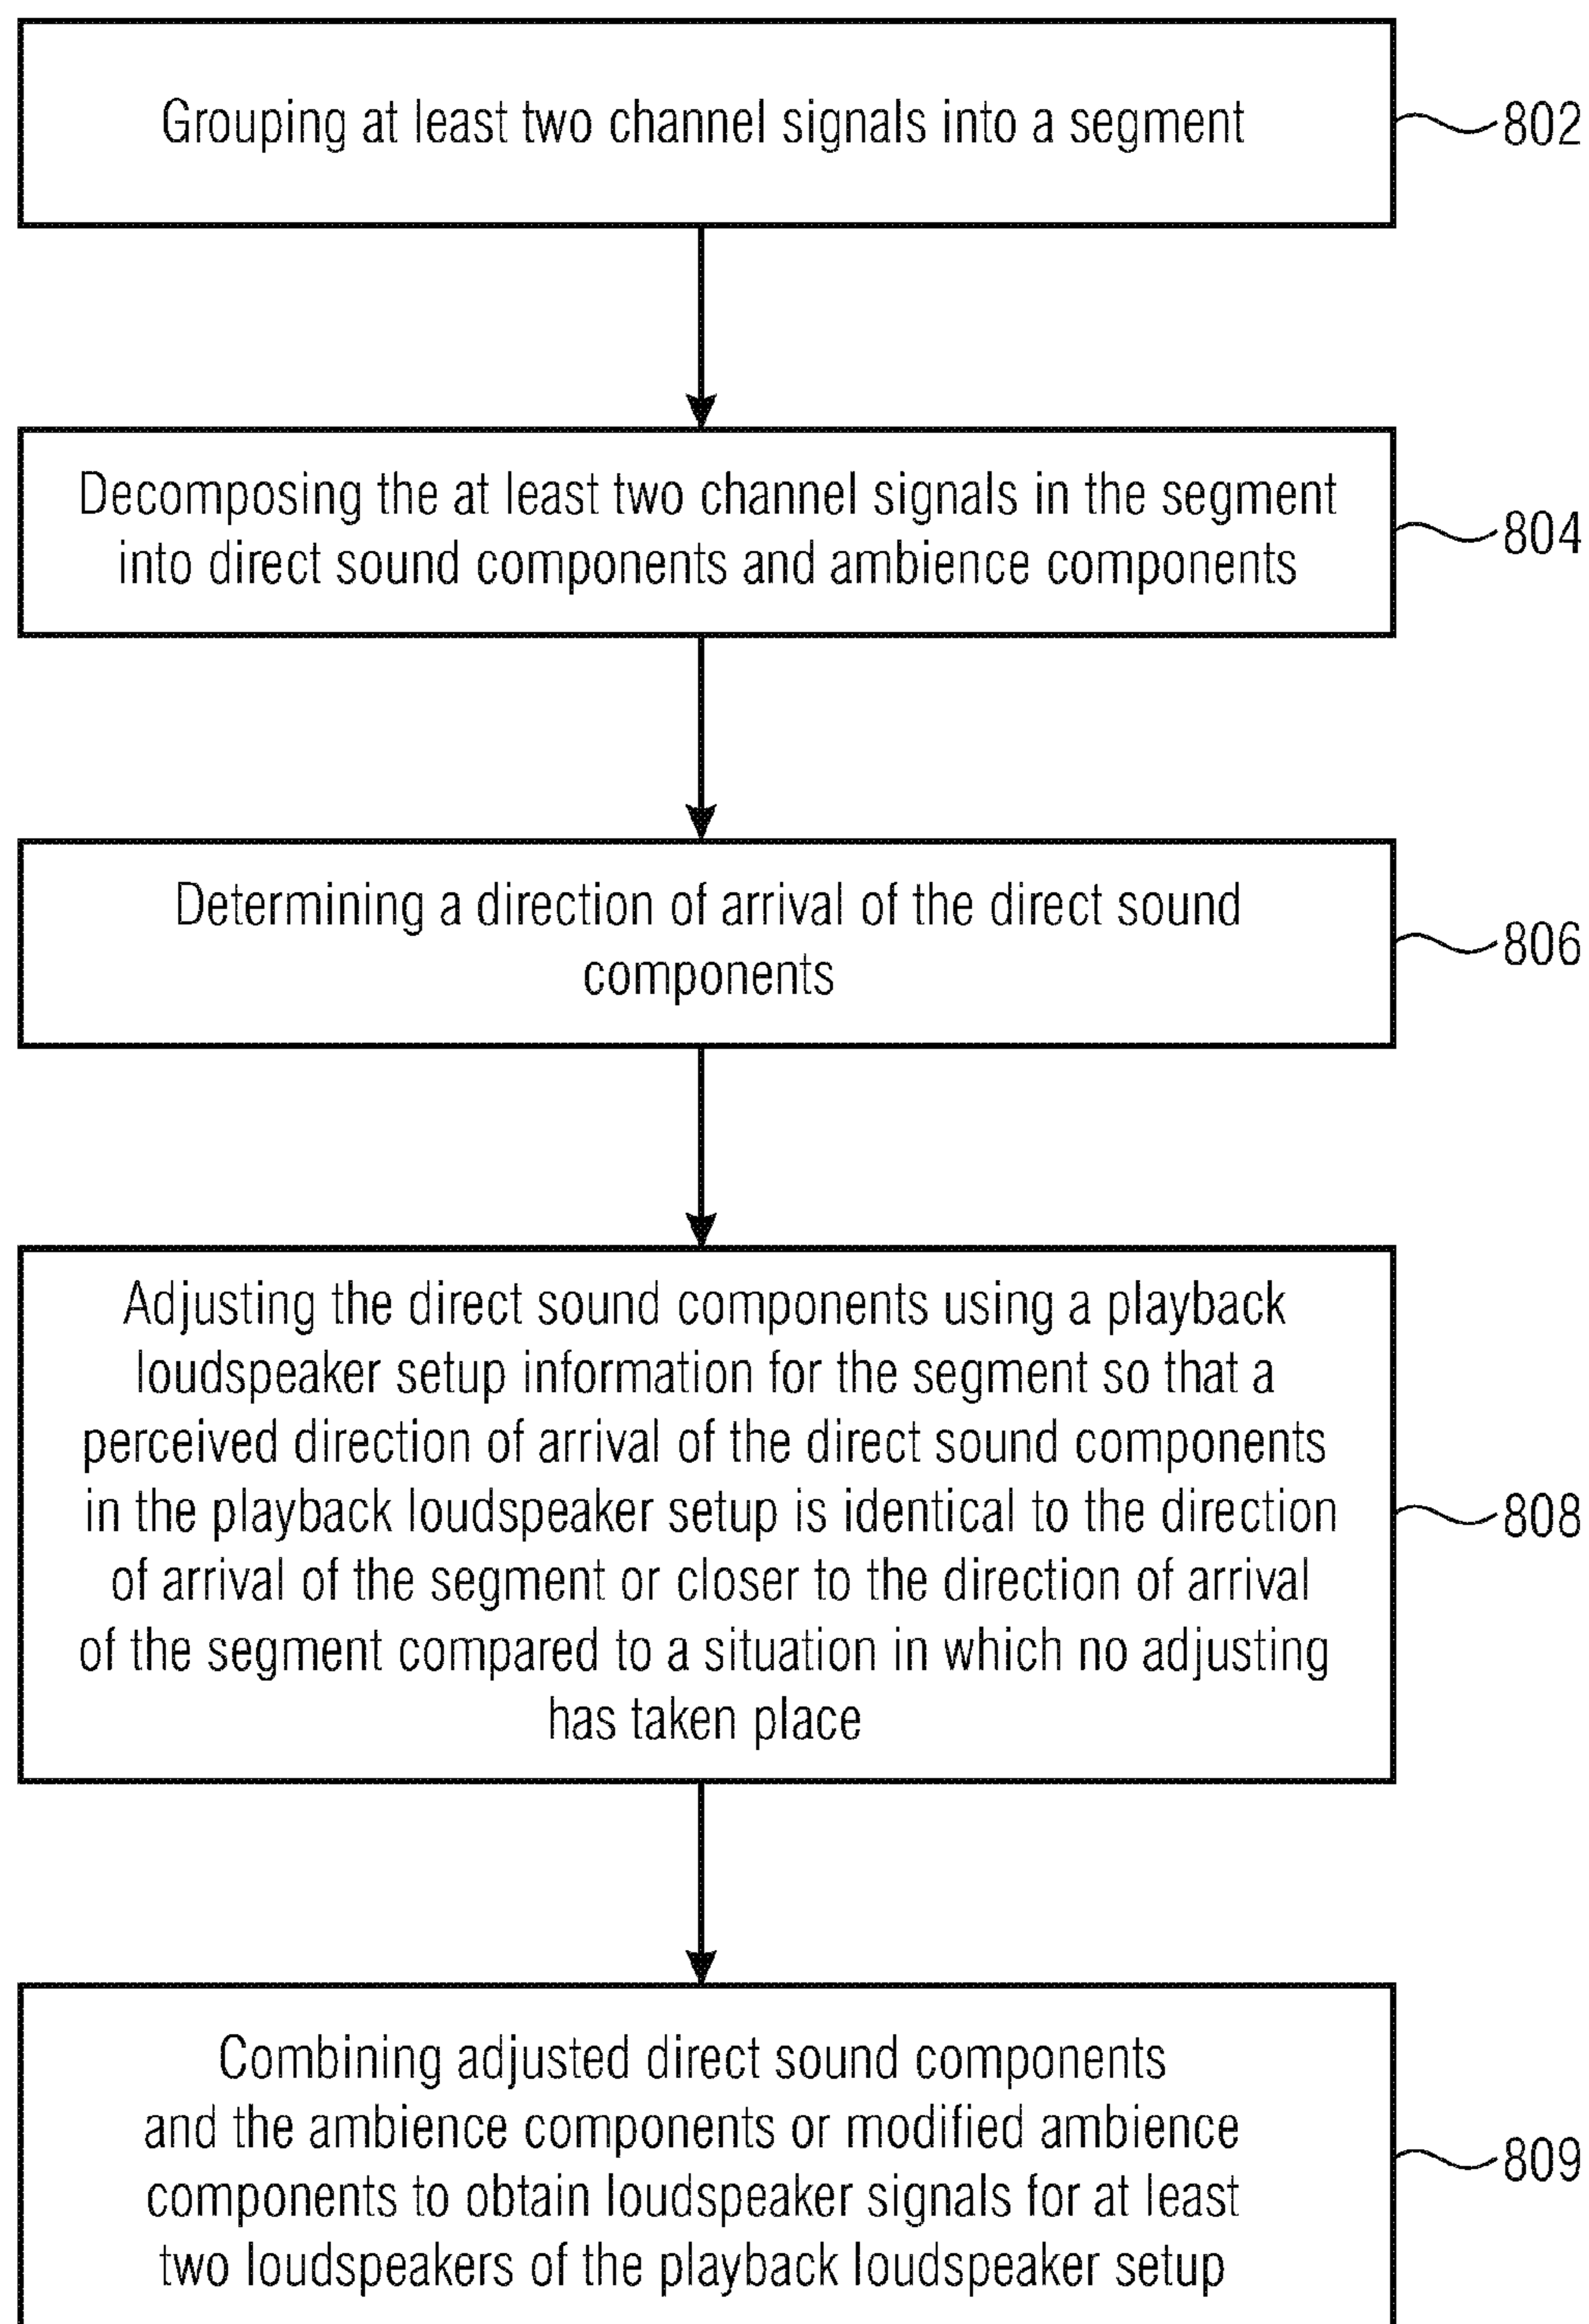 Grouping at least two channel signals into a segment
802
Decomposing the at least two channel signals in the segment
into direct sound components and ambience components
804
Determining a direction of arrival of the direct sound
components
806
Adjusting the direct sound components using a playback
loudspeaker setup information for the segment so that a
perceived direction of arrival of the direct sound components
in the playback loudspeaker setup is identical to the direction
of arrival of the segment or closer to the direction of arrival
of the segment compared to a situation in which no adjusting
has taken place
808
Combining adjusted direct sound components
and the ambience components or modified ambience
components to obtain loudspeaker signals for at least
two loudspeakers of the playback loudspeaker setup
809